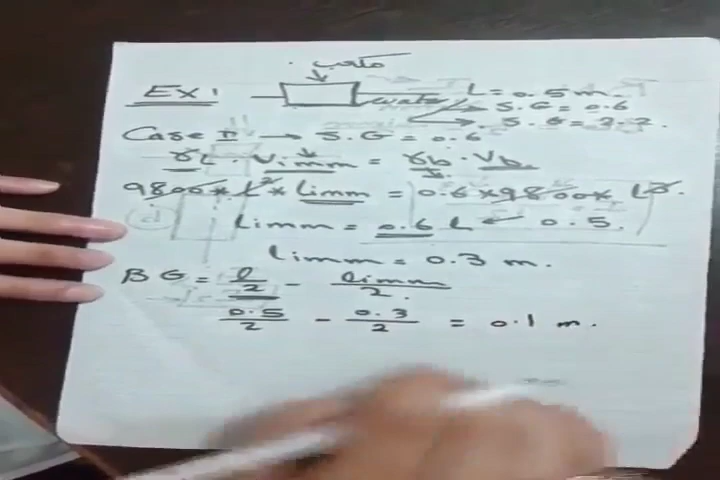 مكعب
Ex1 water L = 0.5 m.
S.G = 0.6
S.G = 2.2.
Case I → S.G = 0.6
γL . Vimm = γb . Vb
9800 * L² * Limm = 0.6 * 9800 * L³.
Limm = 0.6 L ← 0.5.
Limm = 0.3 m.
BG = l/2 - limm/2.
0.5/2 - 0.3/2 = 0.1 m.